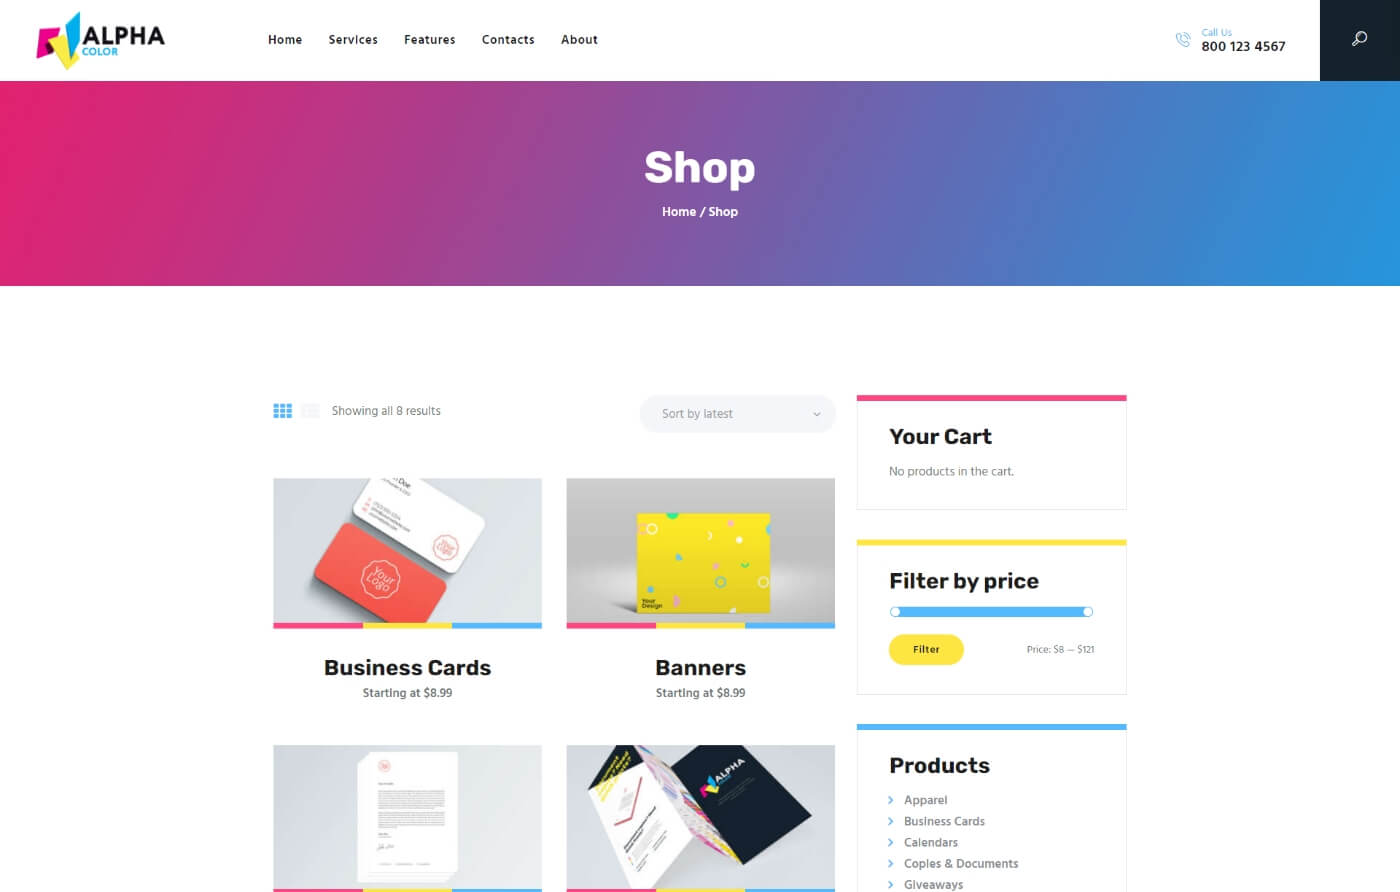 ALPHA
COLOR
Home
Services
Features
Contacts
About
Call Us
800 123 4567
Shop
Home / Shop
Showing all 8 results
Sort by latest
Your Logo
Your Logo
Business Cards
Starting at $8.99
Your
Design
Banners
Starting at $8.99
ALPHA
COLOR
Your Cart
No products in the cart.
Filter by price
Filter
Price: $8 — $121
Products
Apparel
Business Cards
Calendars
Copies & Documents
Giveaways